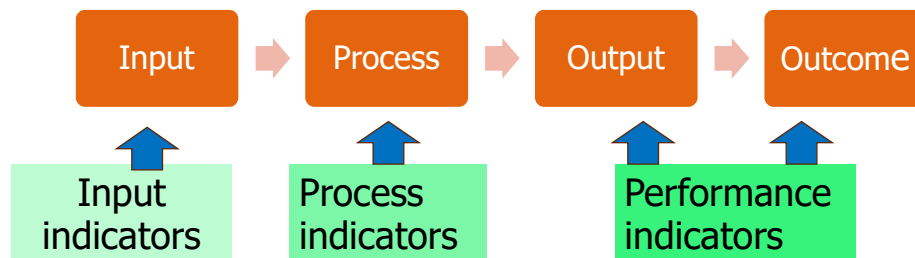 Input
Process
Output
Outcome
Input
indicators
Process
indicators
Performance
indicators